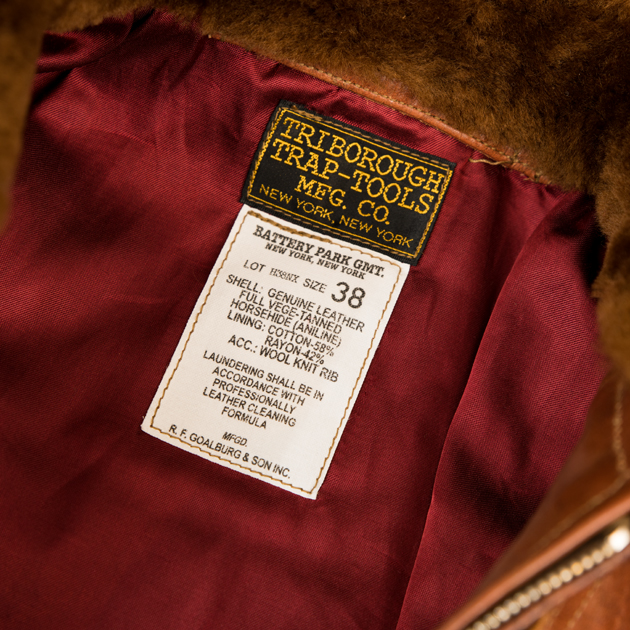 TRIBOROUGH
TRAP-TOOLS
MFG. CO.
NEW YORK, NEW YORK
BATTERY PARK GMT.
NEW YORK, NEW YORK
LOT SIZE 38
SHELL: GENUINE LEATHER
FULL VEGE-TANNED
HORSEHIDE (ANILINE)
LINING: COTTON-58%
RAYON-42%
ACC.: WOOL KNIT RIB
LAUNDERING SHALL BE IN
ACCORDANCE WITH
PROFESSIONALLY
LEATHER CLEANING
FORMULA
MFGD.
R. F. GOALBURG & SON INC.